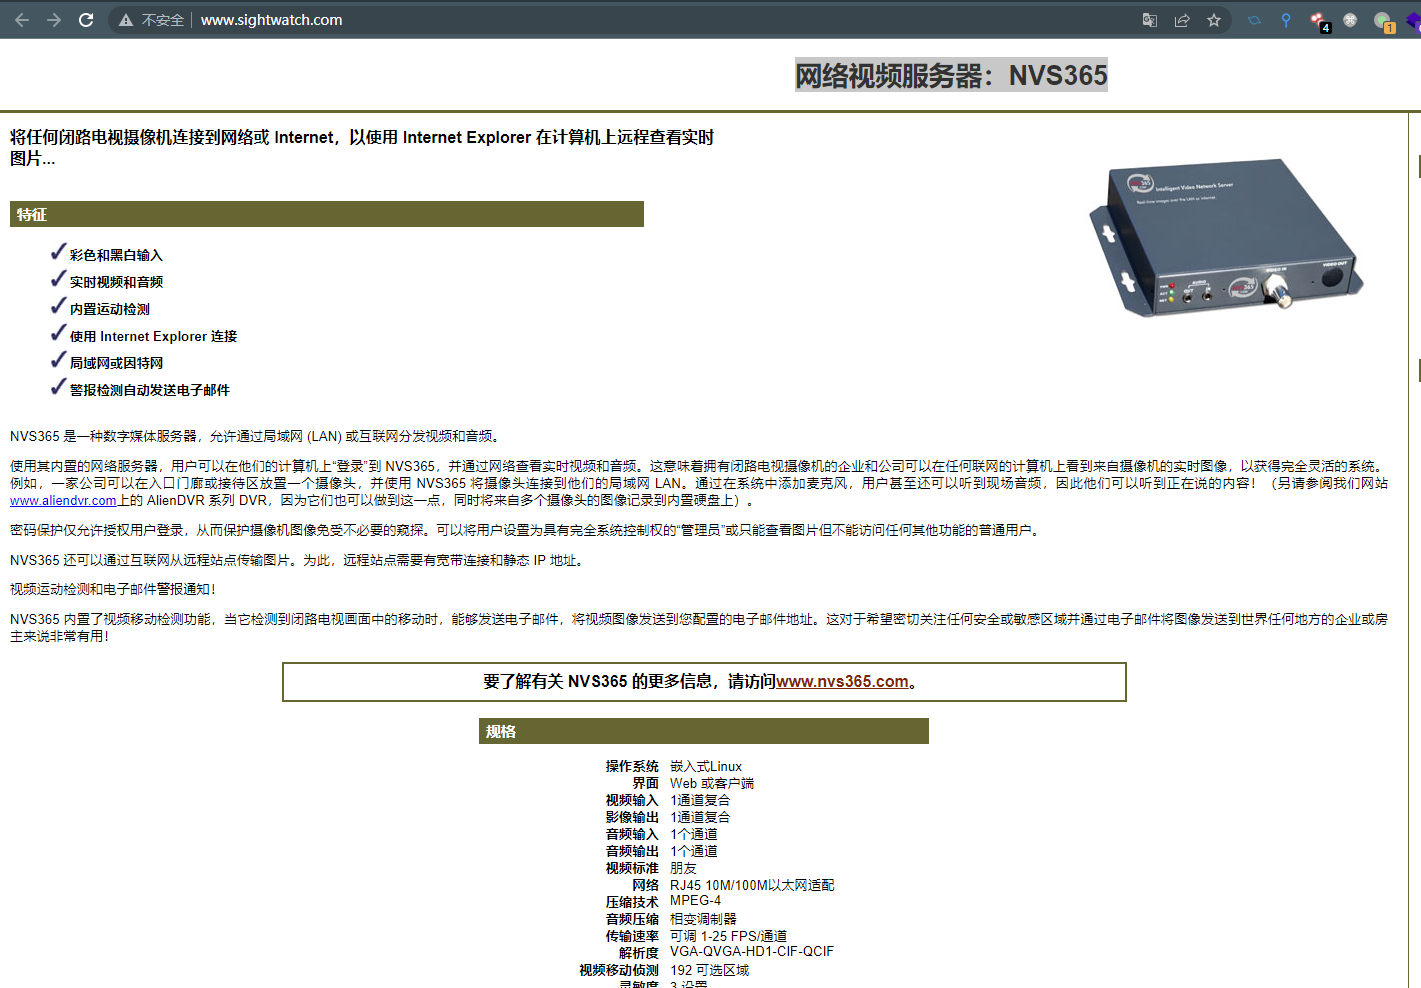 不安全 www.sightwatch.com
4
1
网络视频服务器：NVS365
将任何闭路电视摄像机连接到网络或 Internet，以使用 Internet Explorer 在计算机上远程查看实时
图片...
Intelligent Video Network Server
Real-time images over the LAN or Internet
AUDIO
OUT IN
VIDEO IN
VIDEO OUT
特征
彩色和黑白输入
实时视频和音频
内置运动检测
使用 Internet Explorer 连接
局域网或因特网
警报检测自动发送电子邮件
NVS365 是一种数字媒体服务器，允许通过局域网 (LAN) 或互联网分发视频和音频。
使用其内置的网络服务器，用户可以在他们的计算机上“登录”到 NVS365，并通过网络查看实时视频和音频。这意味着拥有闭路电视摄像机的企业和公司可以在任何联网的计算机上看到来自摄像机的实时图像，以获得完全灵活的系统。
例如，一家公司可以在入口门廊或接待区放置一个摄像头，并使用 NVS365 将摄像头连接到他们的局域网 LAN。通过在系统中添加麦克风，用户甚至还可以听到现场音频，因此他们可以听到正在说的内容！（另请参阅我们网站
www.aliendvr.com上的 AlienDVR 系列 DVR，因为它们也可以做到这一点，同时将来自多个摄像头的图像记录到内置硬盘上）。
密码保护仅允许授权用户登录，从而保护摄像机图像免受不必要的窥探。可以将用户设置为具有完全系统控制权的“管理员”或只能查看图片但不能访问任何其他功能的普通用户。
NVS365 还可以通过互联网从远程站点传输图片。为此，远程站点需要有宽带连接和静态 IP 地址。
视频运动检测和电子邮件警报通知！
NVS365 内置了视频移动检测功能，当它检测到闭路电视画面中的移动时，能够发送电子邮件，将视频图像发送到您配置的电子邮件地址。这对于希望密切关注任何安全或敏感区域并通过电子邮件将图像发送到世界任何地方的企业或房
主来说非常有用！
要了解有关 NVS365 的更多信息，请访问www.nvs365.com。
规格
操作系统 嵌入式Linux
界面 Web 或客户端
视频输入 1通道复合
影像输出 1通道复合
音频输入 1个通道
音频输出 1个通道
视频标准 朋友
网络 RJ45 10M/100M以太网适配
压缩技术 MPEG-4
音频压缩 相变调制器
传输速率 可调 1-25 FPS/通道
解析度 VGA-QVGA-HD1-CIF-QCIF
视频移动侦测 192 可选区域
灵敏度 3 设置